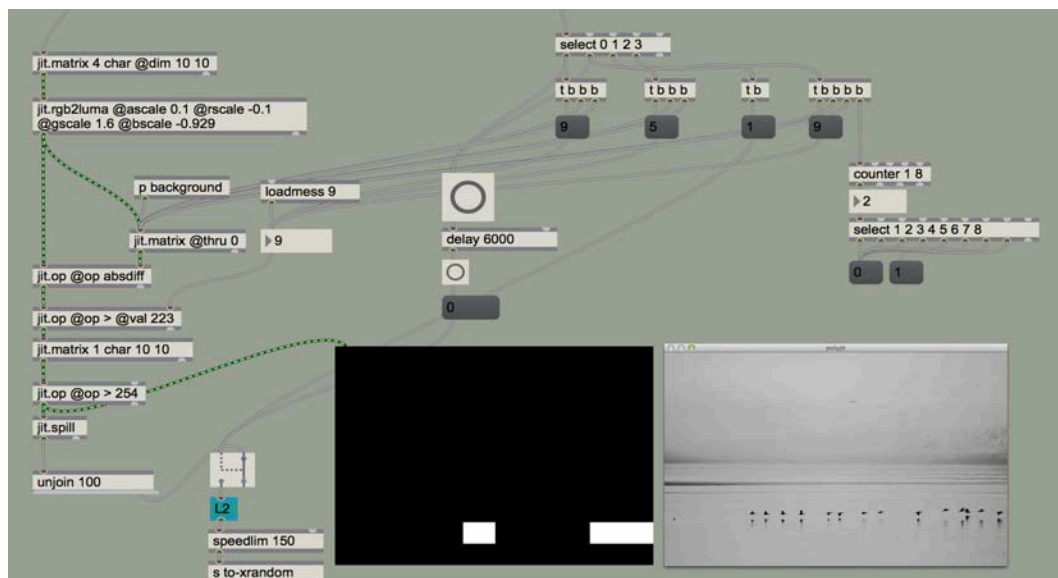 select 0 1 2 3
jit.matrix 4 char @dim 10 10
t b b b
t b b b
t b
t b b b b
jit.rgb2luma @ascale 0.1 @rscale -0.1
@gscale 1.6 @bscale -0.929
9
5
1
9
counter 1 8
p background
loadmess 9
2
jit.matrix @thru 0
9
delay 6000
select 1 2 3 4 5 6 7 8
jit.op @op absdiff
0
1
0
jit.op @op > @val 223
jit.matrix 1 char 10 10
jit.op @op > 254
jit.spill
unjoin 100
L2
speedlim 150
s to-xrandom